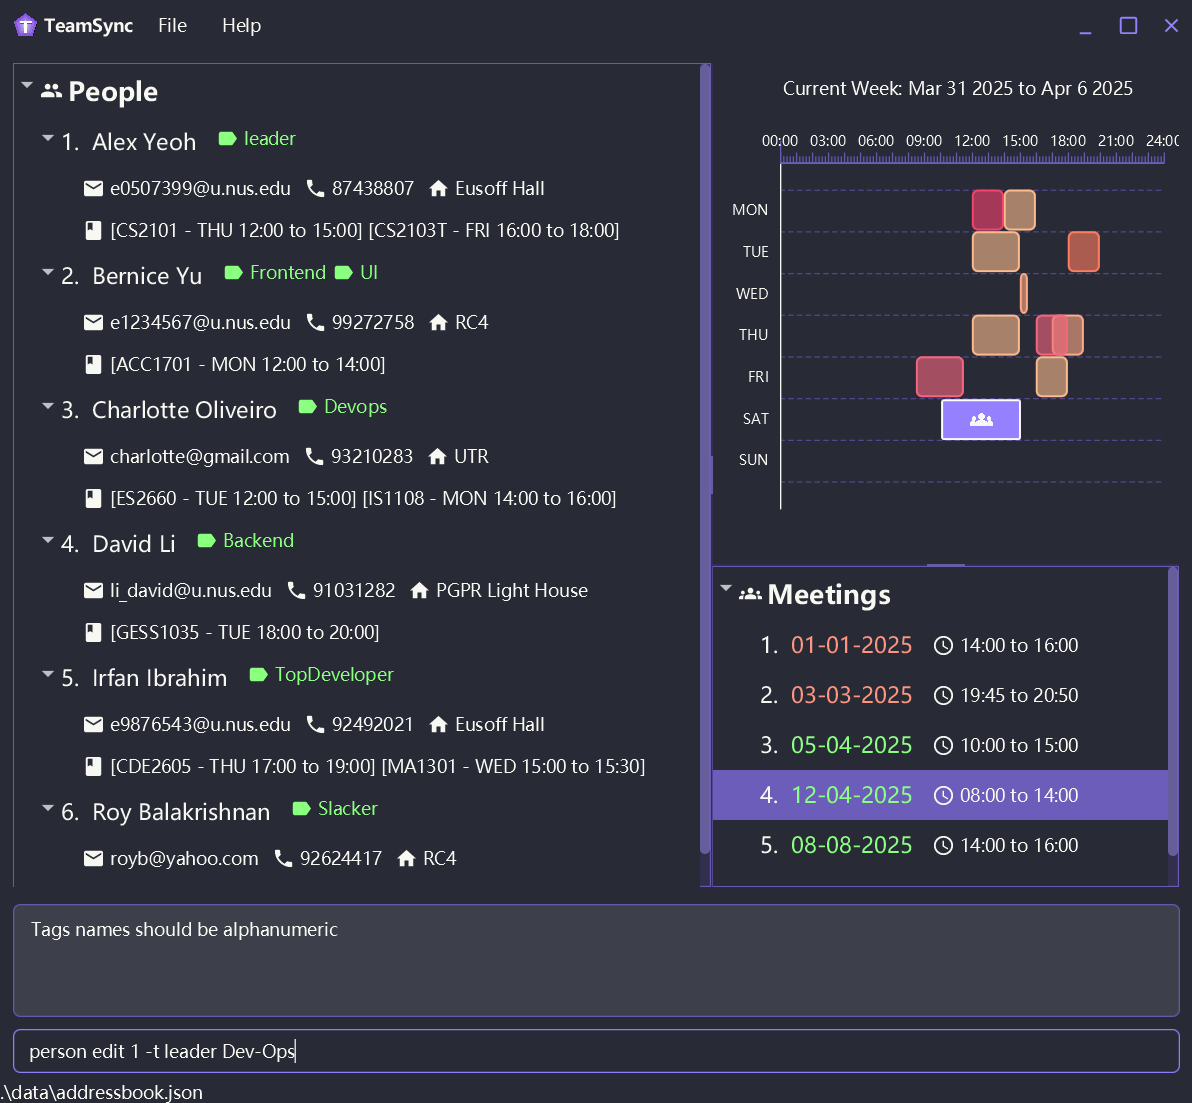 TeamSync File Help
People
1. Alex Yeoh leader
e0507399@u.nus.edu 87438807 Eusoff Hall
[CS2101 - THU 12:00 to 15:00] [CS2103T - FRI 16:00 to 18:00]
2. Bernice Yu Frontend UI
e1234567@u.nus.edu 99272758 RC4
[ACC1701 - MON 12:00 to 14:00]
3. Charlotte Oliveiro Devops
charlotte@gmail.com 93210283 UTR
[ES2660 - TUE 12:00 to 15:00] [IS1108 - MON 14:00 to 16:00]
4. David Li Backend
li_david@u.nus.edu 91031282 PGPR Light House
[GESS1035 - TUE 18:00 to 20:00]
5. Irfan Ibrahim TopDeveloper
e9876543@u.nus.edu 92492021 Eusoff Hall
[CDE2605 - THU 17:00 to 19:00] [MA1301 - WED 15:00 to 15:30]
6. Roy Balakrishnan Slacker
royb@yahoo.com 92624417 RC4
Current Week: Mar 31 2025 to Apr 6 2025
00:00 03:00 06:00 09:00 12:00 15:00 18:00 21:00 24:00
MON
TUE
WED
THU
FRI
SAT
SUN
Meetings
1. 01-01-2025 14:00 to 16:00
2. 03-03-2025 19:45 to 20:50
3. 05-04-2025 10:00 to 15:00
4. 12-04-2025 08:00 to 14:00
5. 08-08-2025 14:00 to 16:00
Tags names should be alphanumeric
person edit 1 -t leader Dev-Ops
.\data\addressbook.json